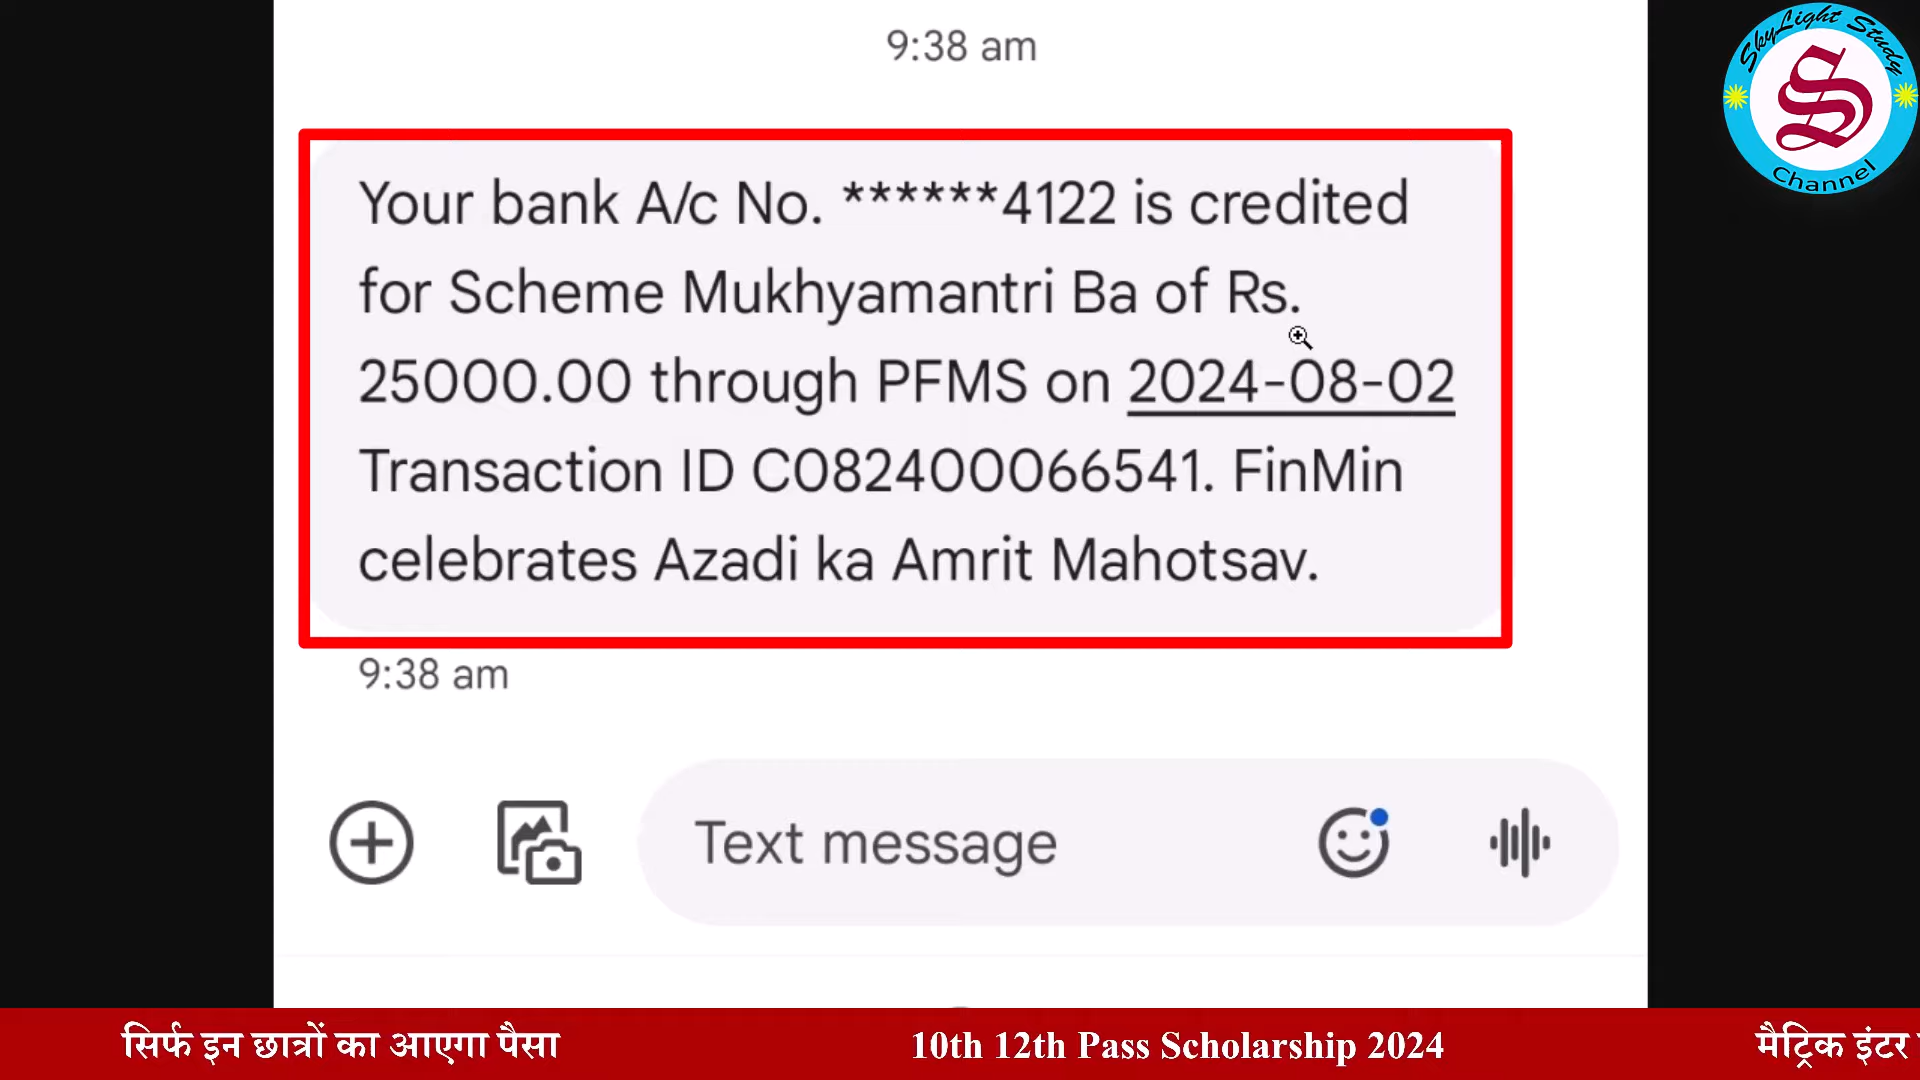 9:38 am
SkyLight Study
S
Channel
Your bank A/c No. ******4122 is credited
for Scheme Mukhyamantri Ba of Rs.
25000.00 through PFMS on 2024-08-02
Transaction ID C082400066541. FinMin
celebrates Azadi ka Amrit Mahotsav.
9:38 am
Text message
सिर्फ इन छात्रों का आएगा पैसा
10th 12th Pass Scholarship 2024
मैट्रिक इंटर